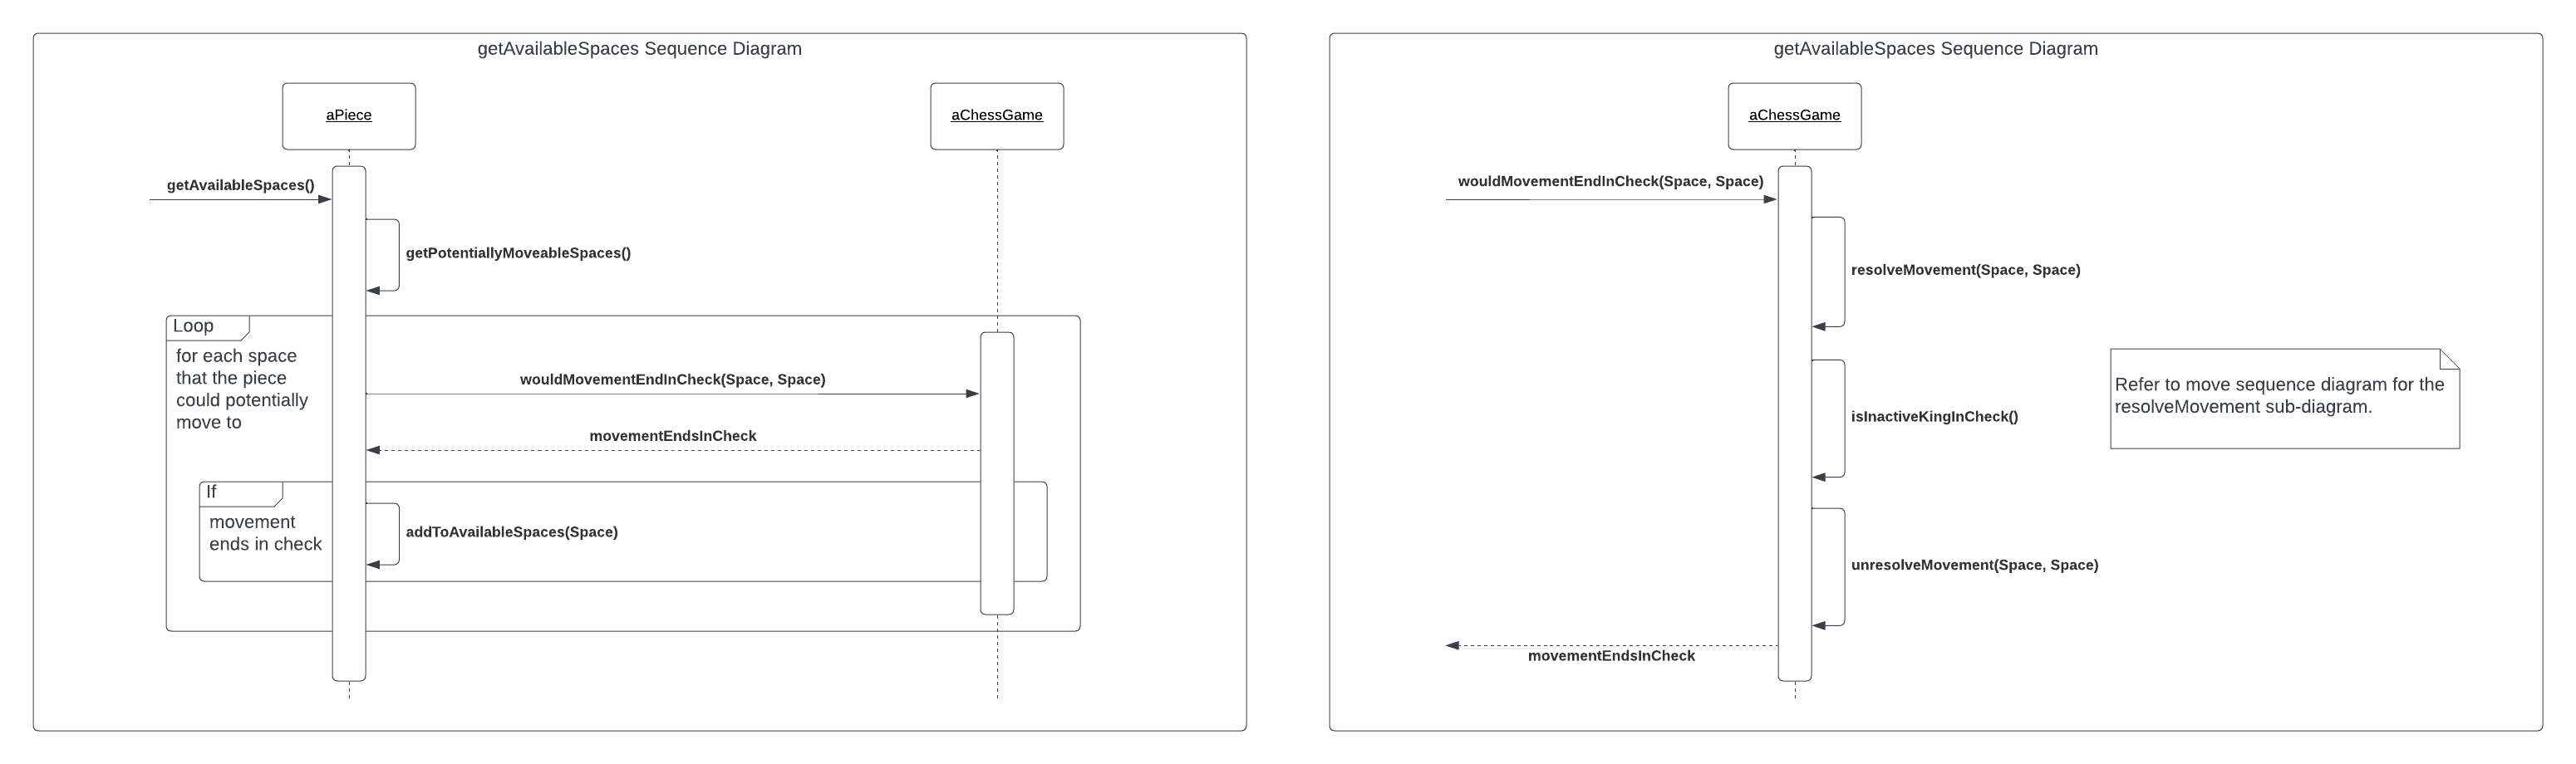 getAvailableSpaces Sequence Diagram
aPiece
aChessGame
getAvailableSpaces()
getPotentiallyMoveableSpaces()
Loop
for each space
that the piece
could potentially
move to
wouldMovementEndInCheck(Space, Space)
movementEndsInCheck
If
movement
ends in check
addToAvailableSpaces(Space)
getAvailableSpaces Sequence Diagram
aChessGame
wouldMovementEndInCheck(Space, Space)
resolveMovement(Space, Space)
isInactiveKingInCheck()
Refer to move sequence diagram for the
resolveMovement sub-diagram.
unresolveMovement(Space, Space)
movementEndsInCheck